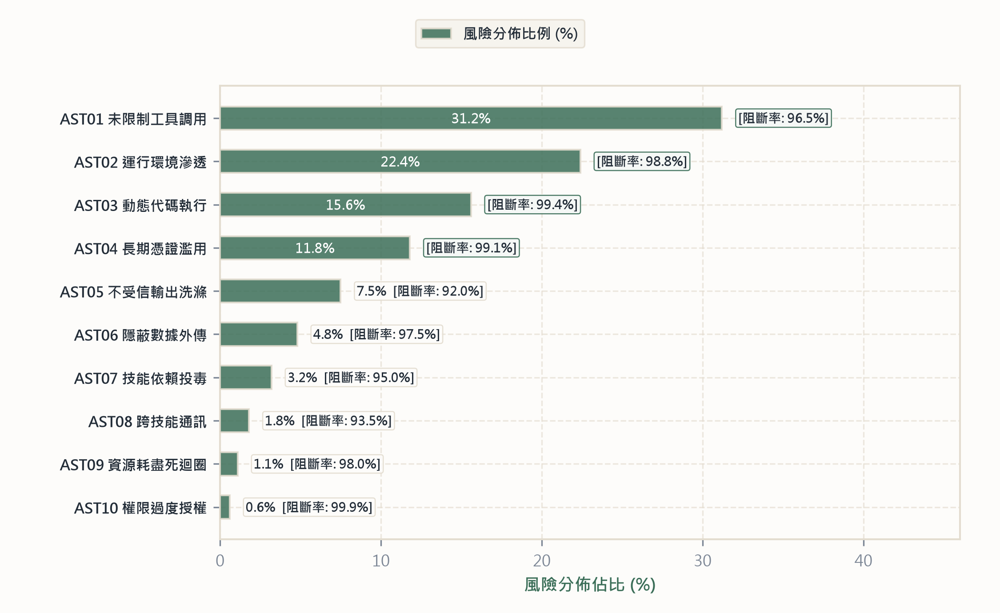 風險分佈比例 (%)
AST01 未限制工具調用 31.2% [阻斷率: 96.5%]
AST02 運行環境滲透 22.4% [阻斷率: 98.8%]
AST03 動態代碼執行 15.6% [阻斷率: 99.4%]
AST04 長期憑證濫用 11.8% [阻斷率: 99.1%]
AST05 不受信輸出洗滌 7.5% [阻斷率: 92.0%]
AST06 隱蔽數據外傳 4.8% [阻斷率: 97.5%]
AST07 技能依賴投毒 3.2% [阻斷率: 95.0%]
AST08 跨技能通訊 1.8% [阻斷率: 93.5%]
AST09 資源耗盡死迴圈 1.1% [阻斷率: 98.0%]
AST10 權限過度授權 0.6% [阻斷率: 99.9%]
0 10 20 30 40
風險分佈佔比 (%)